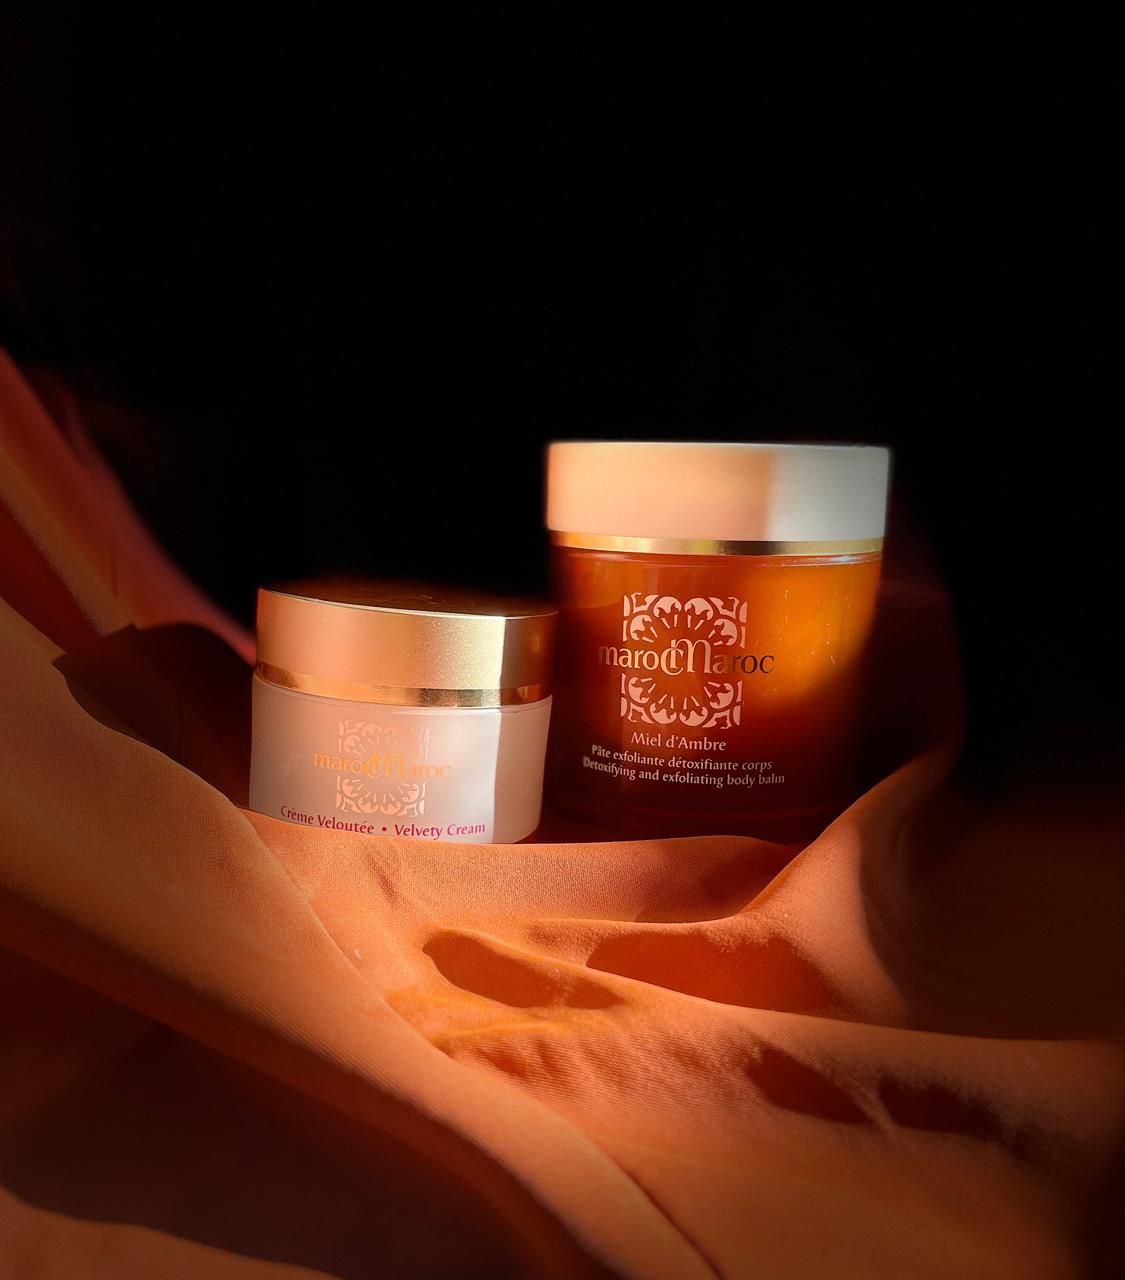 marocMaroc
Crème Veloutée • Velvety Cream
marocMaroc
Miel d'Ambre
Pâte exfoliante détoxifiante corps
Detoxifying and exfoliating body balm